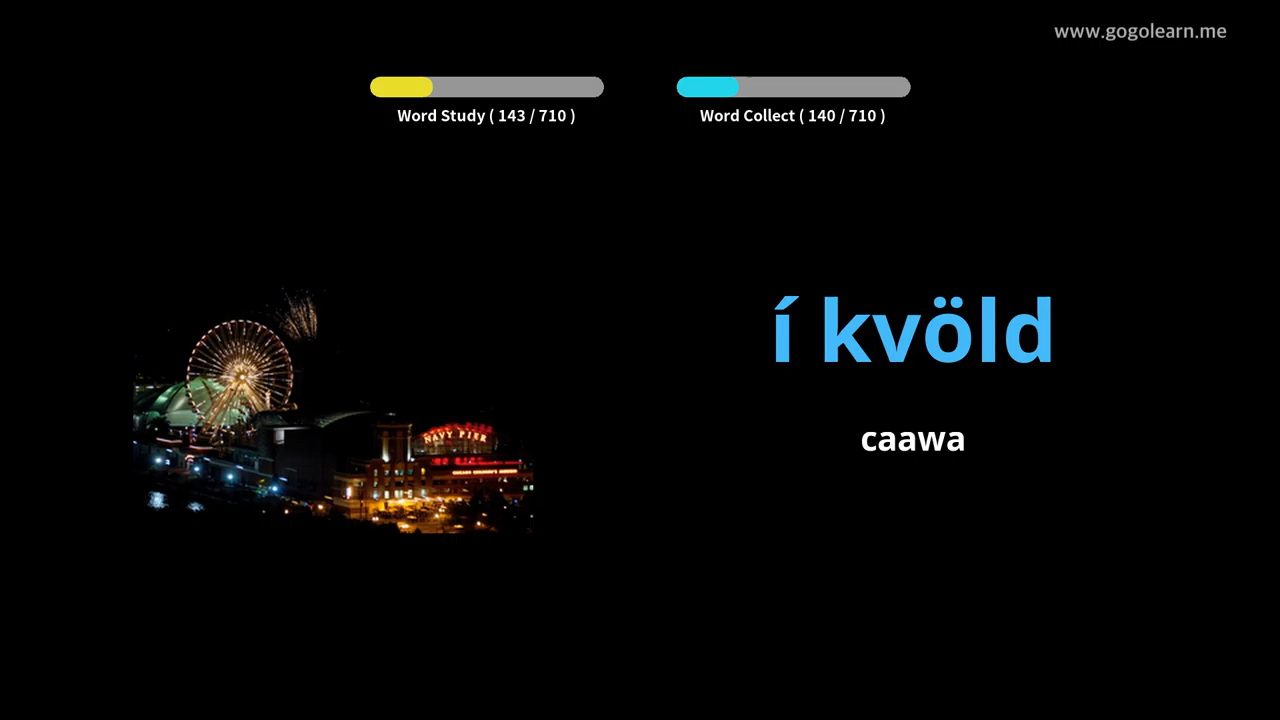 www.gogolearn.me
Word Study ( 143 / 710 )
Word Collect ( 140 / 710 )
í kvöld
caawa
NAVY PIER